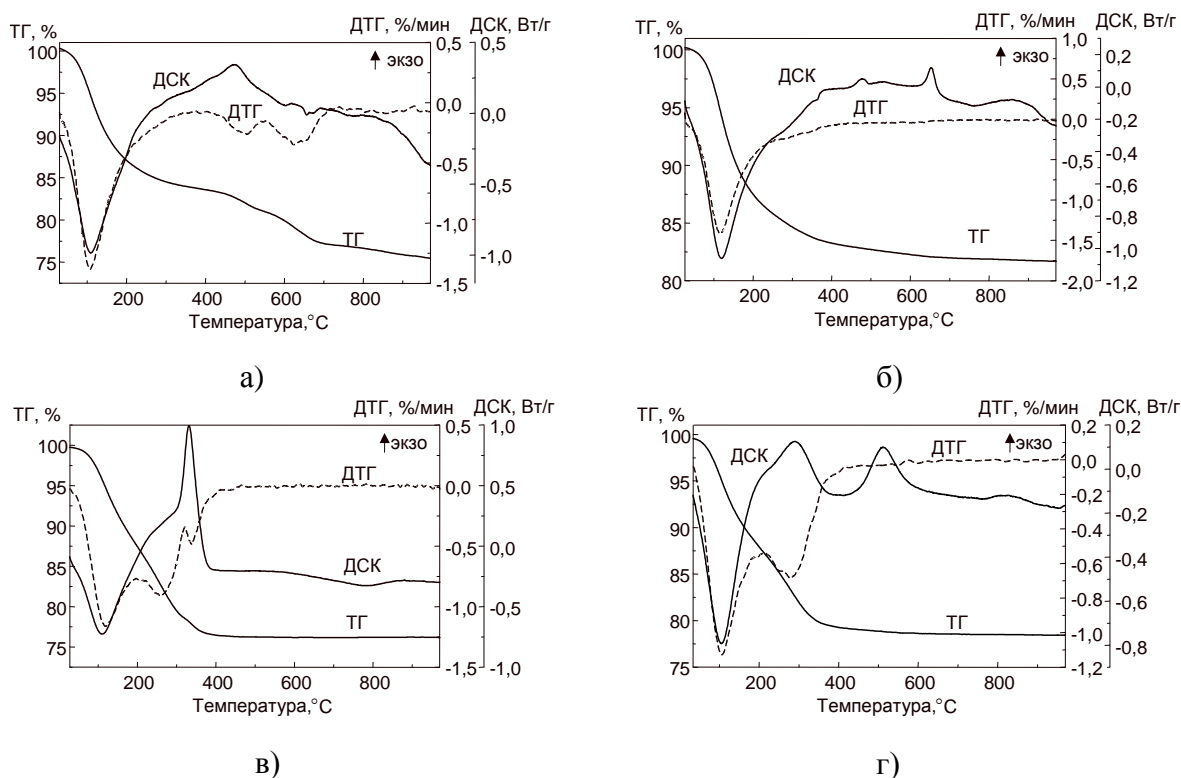 ТГ, %
ДТГ, %/мин
ДСК, Вт/г
100
95
90
85
80
75
0,5
0,0
-0,5
-1,0
-1,5
0,5
0,0
-0,5
-1,0
экзо
ДСК
ДТГ
ТГ
200 400 600 800
Температура,°C
а)
ТГ, %
ДТГ, %/мин
ДСК, Вт/г
100
95
90
85
80
1,0
0,5
0,0
-0,5
-1,0
-1,5
-2,0
0,2
0,0
-0,2
-0,4
-0,6
-0,8
-1,0
-1,2
экзо
ДСК
ДТГ
ТГ
200 400 600 800
Температура,°C
б)
ТГ, %
ДТГ, %/мин
ДСК, Вт/г
100
95
90
85
80
75
0,5
0,0
-0,5
-1,0
-1,5
1,0
0,5
0,0
-0,5
-1,0
экзо
ДТГ
ДСК
ТГ
200 400 600 800
Температура,°C
в)
ТГ, %
ДТГ, %/мин
ДСК, Вт/г
100
95
90
85
80
75
0,2
0,0
-0,2
-0,4
-0,6
-0,8
-1,0
-1,2
0,2
0,0
-0,2
-0,4
-0,6
-0,8
экзо
ДСК
ДТГ
ТГ
200 400 600 800
Температура,°C
г)